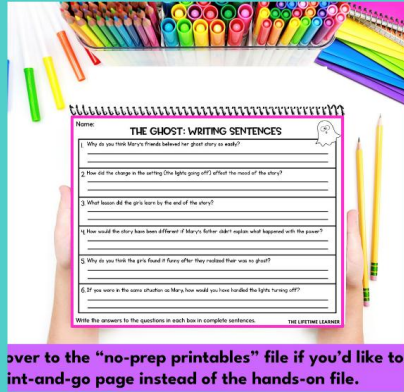 Name:
THE GHOST: WRITING SENTENCES
1. Why do you think Mary's friends believed her ghost story so easily?
2. How did the change in the setting (the lights going off) affect the mood of the story?
3. What lesson did the girls learn by the end of the story?
4. How would the story have been different if Mary's father didn't explain what happened with the power?
5. Why do you think the girls found it funny after they realized their was no ghost?
6. If you were in the same situation as Mary, how would you have handled the lights turning off?
Write the answers to the questions in each box in complete sentences.
THE LIFETIME LEARNER
over to the "no-prep printables" file if you'd like to
int-and-go page instead of the hands-on file.